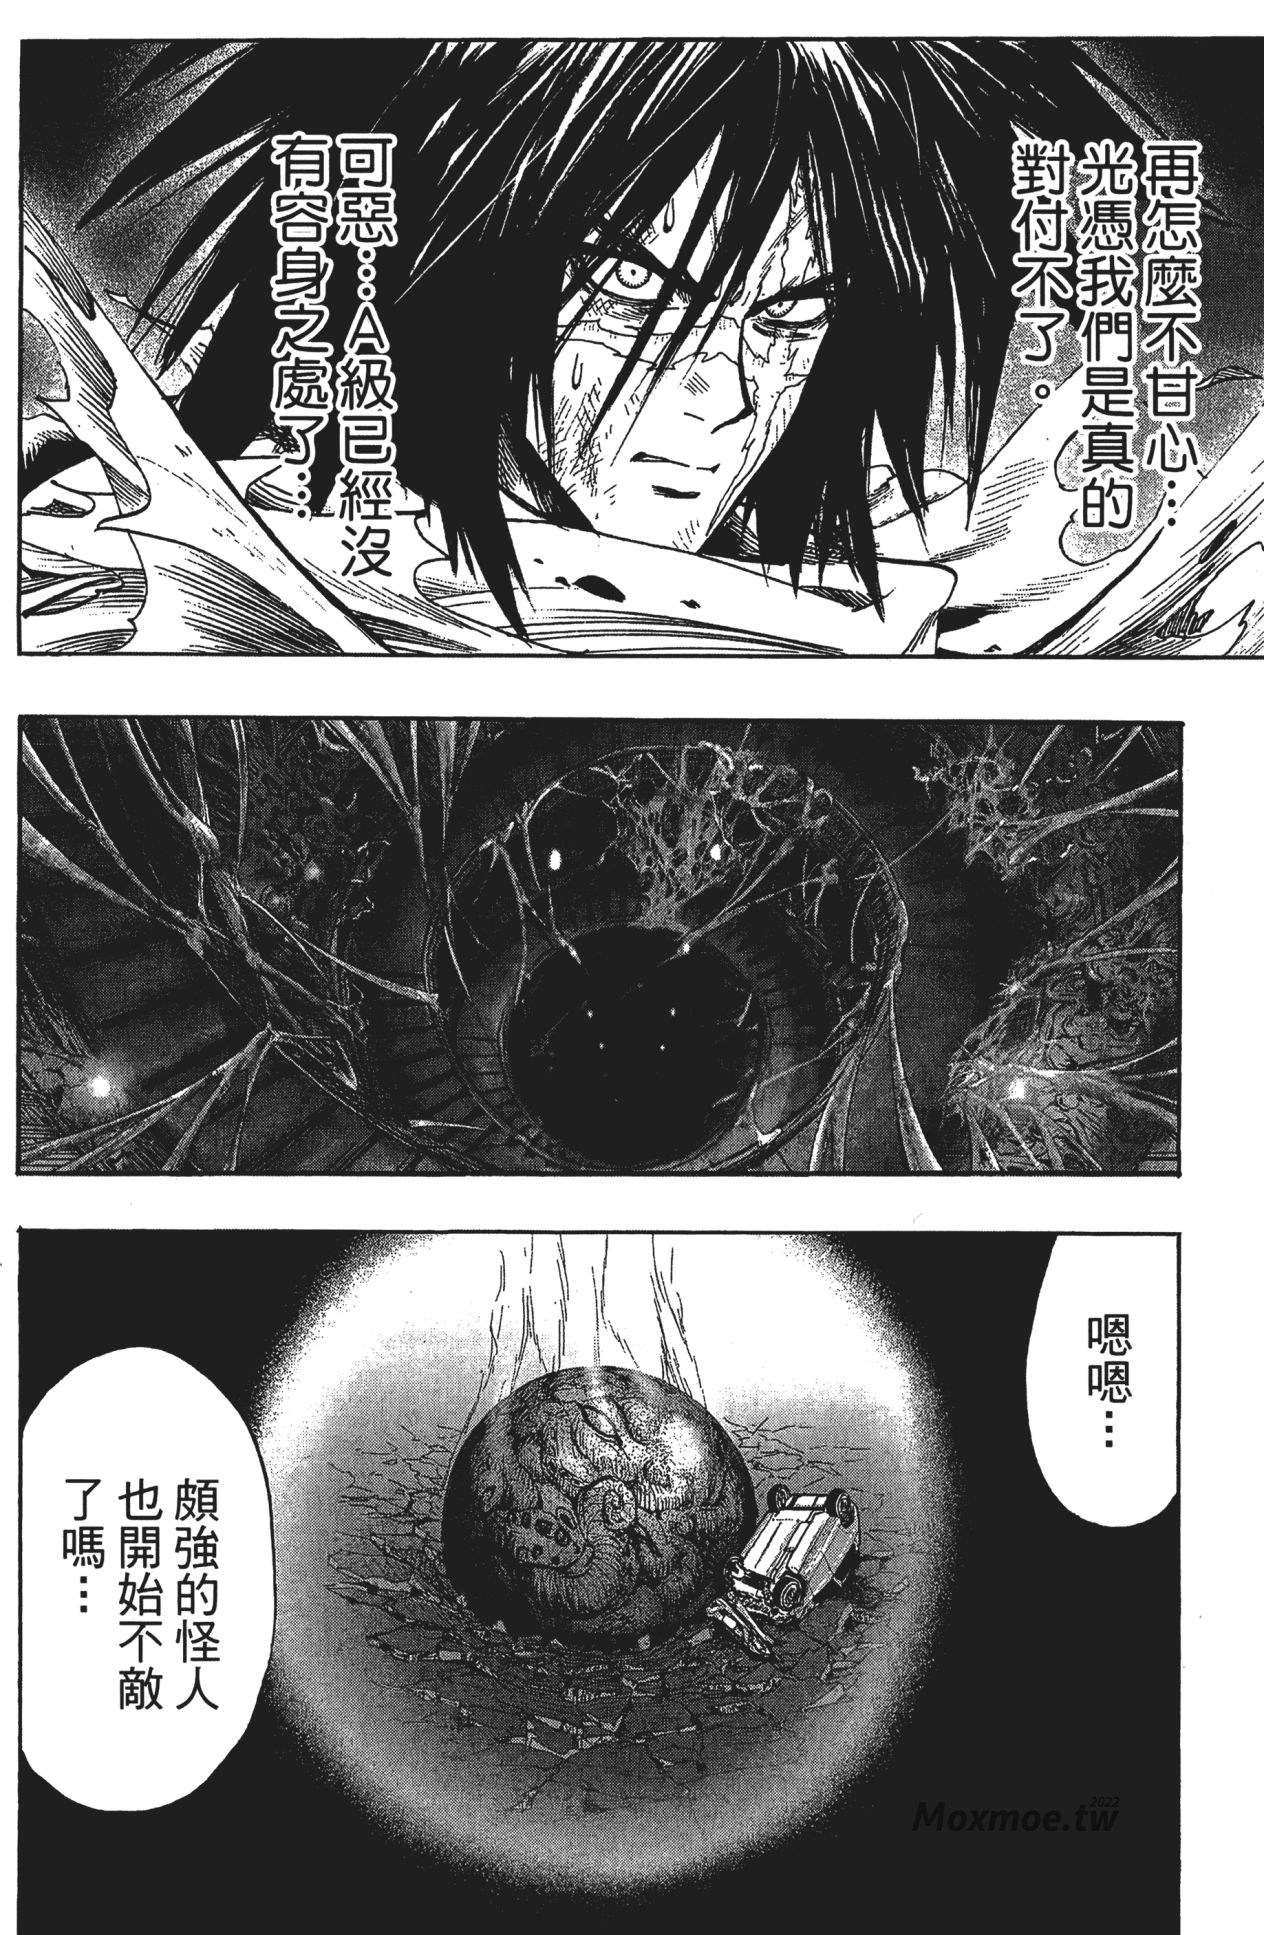 再怎麼不甘心…
光憑我們是真的
對付不了。
可惡…A級已經沒
有容身之處了…
嗯嗯…
頗強的怪人
也開始不敵
了嗎…
2022
Moxmoe.tw